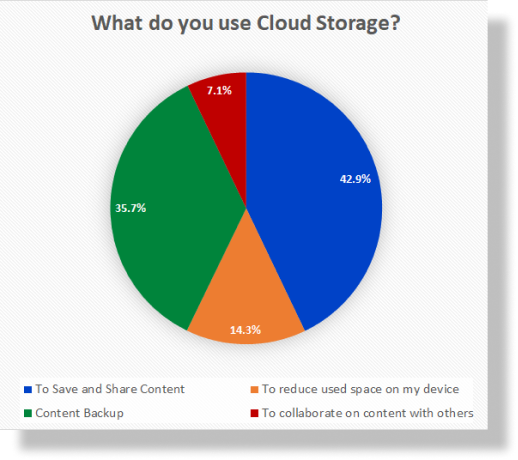 What do you use Cloud Storage?
7.1%
42.9%
35.7%
14.3%
To Save and Share Content
To reduce used space on my device
Content Backup
To collaborate on content with others